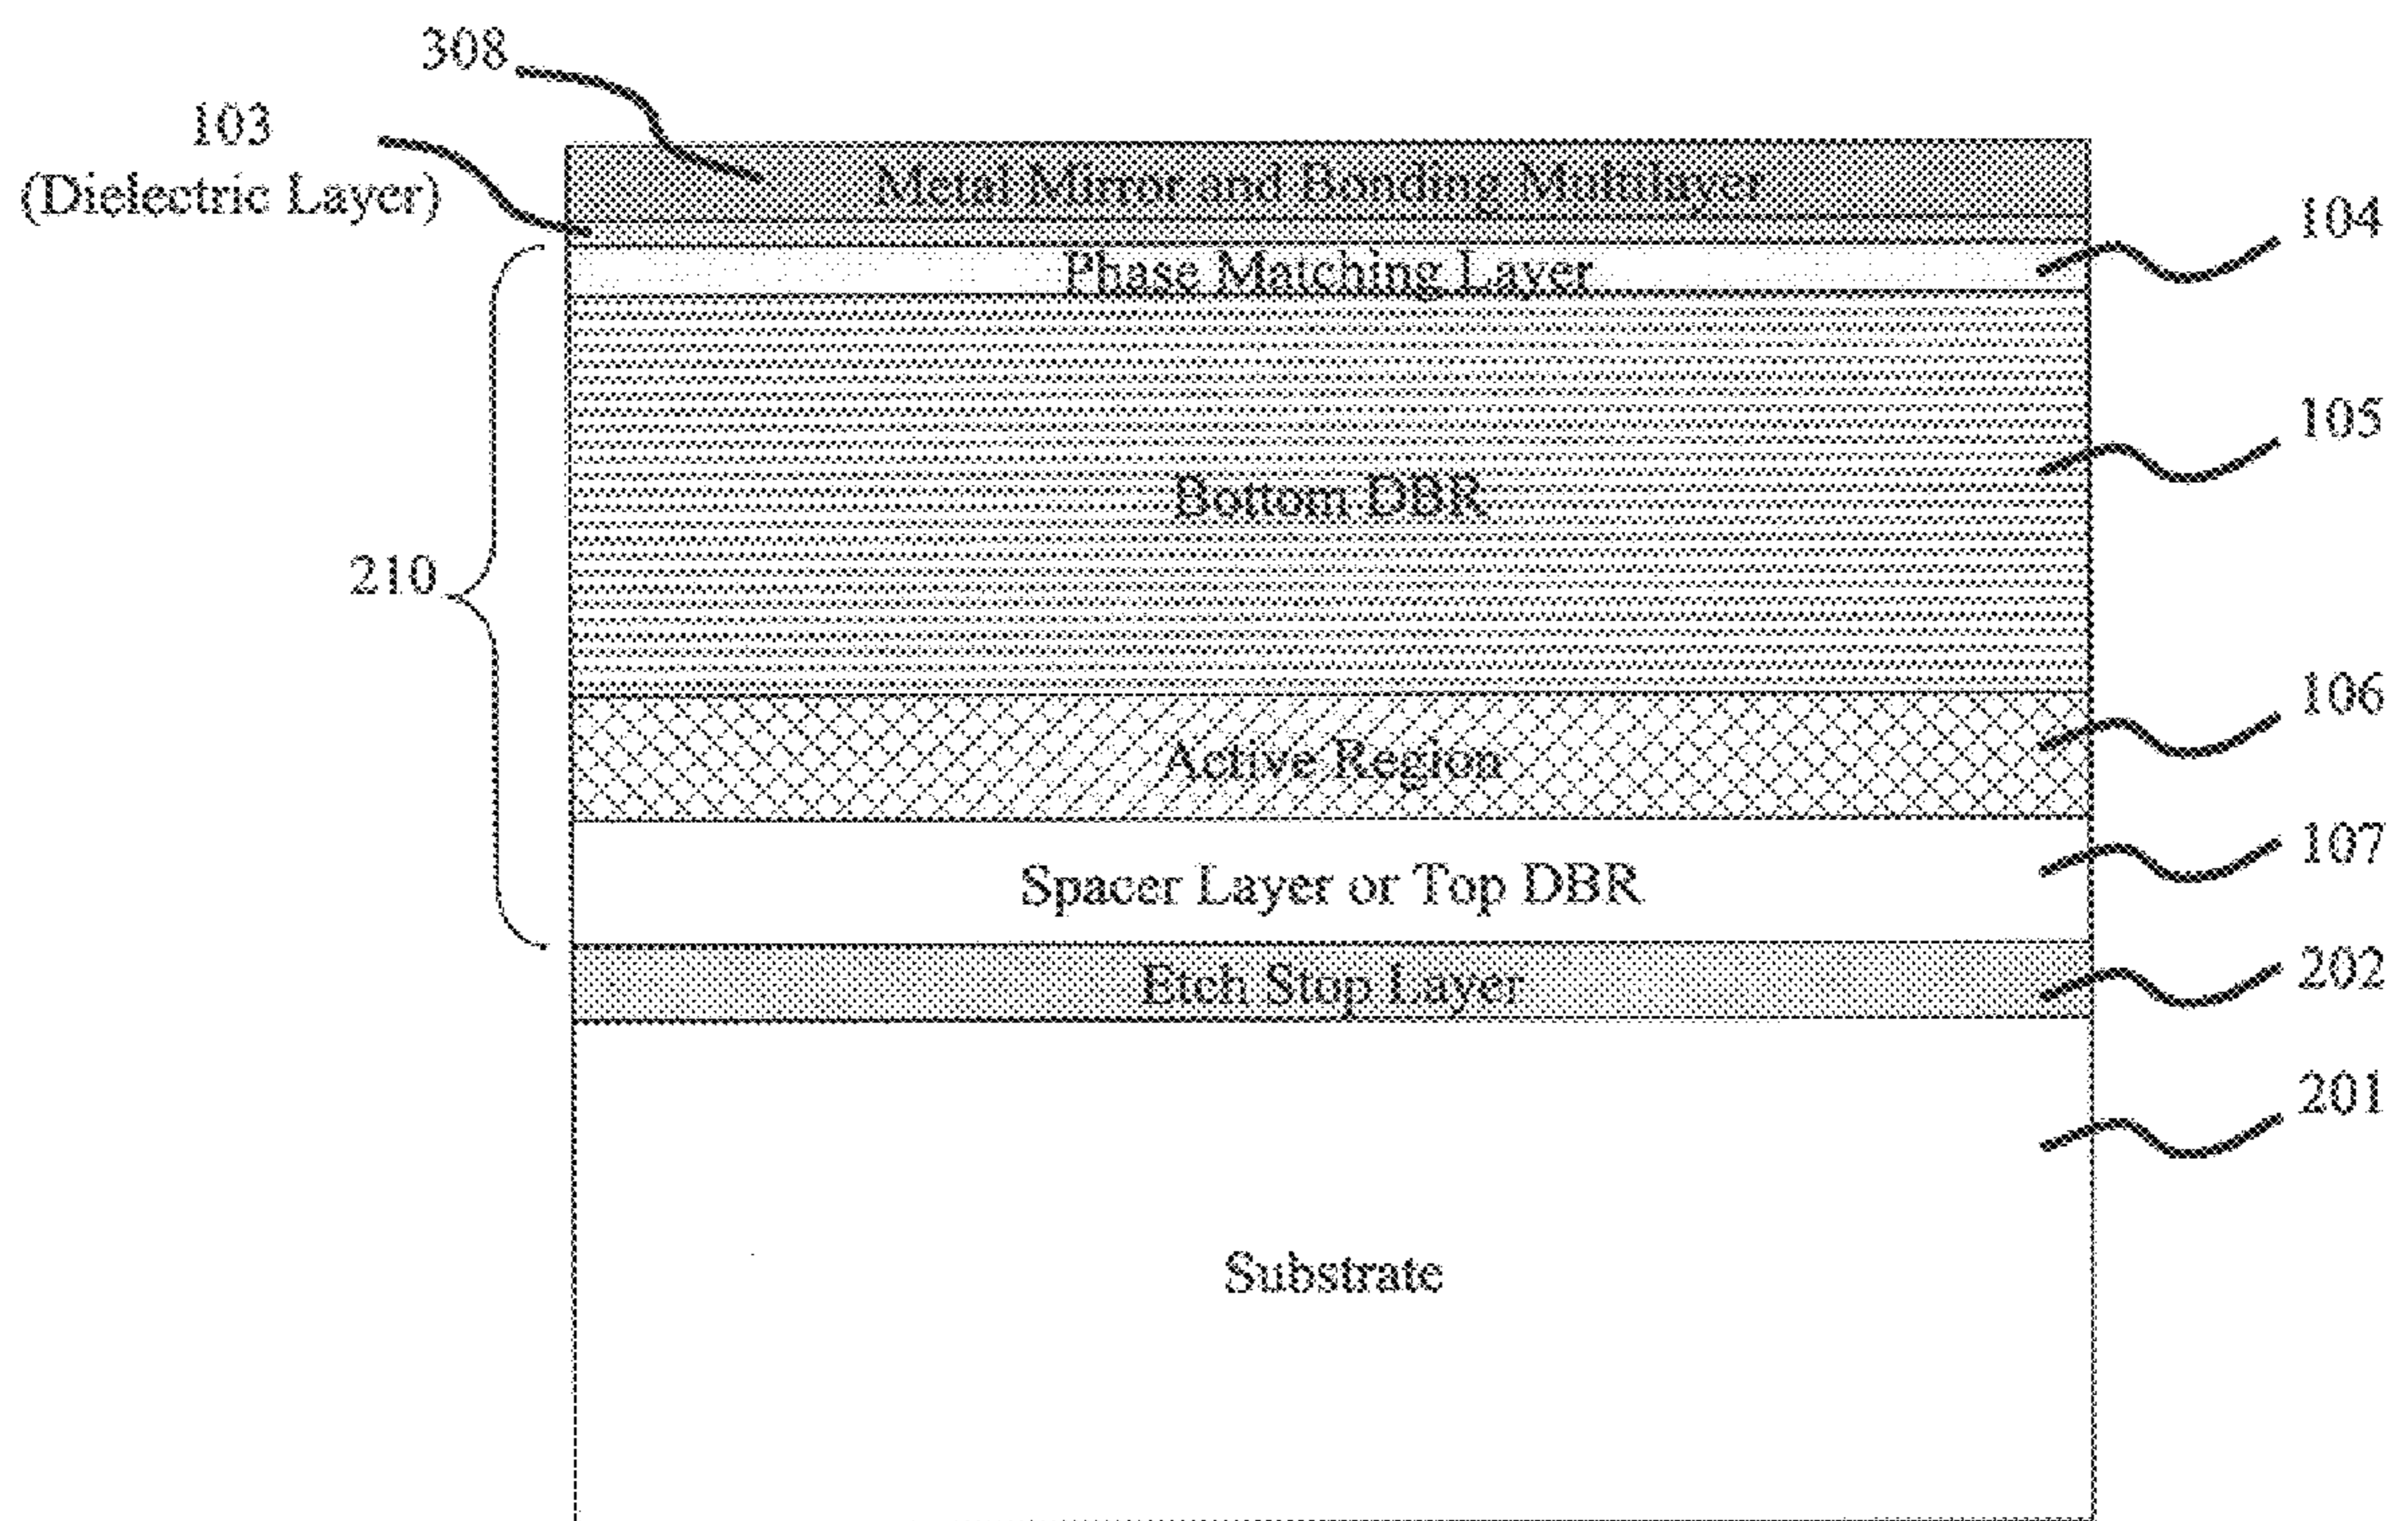 308
103
(Dielectric Layer)
Metal Mirror and Bonding Multilayer
104
Phase Matching Layer
105
Bottom DBR
210
106
Active Region
107
Spacer Layer or Top DBR
202
Etch Stop Layer
201
Substrate